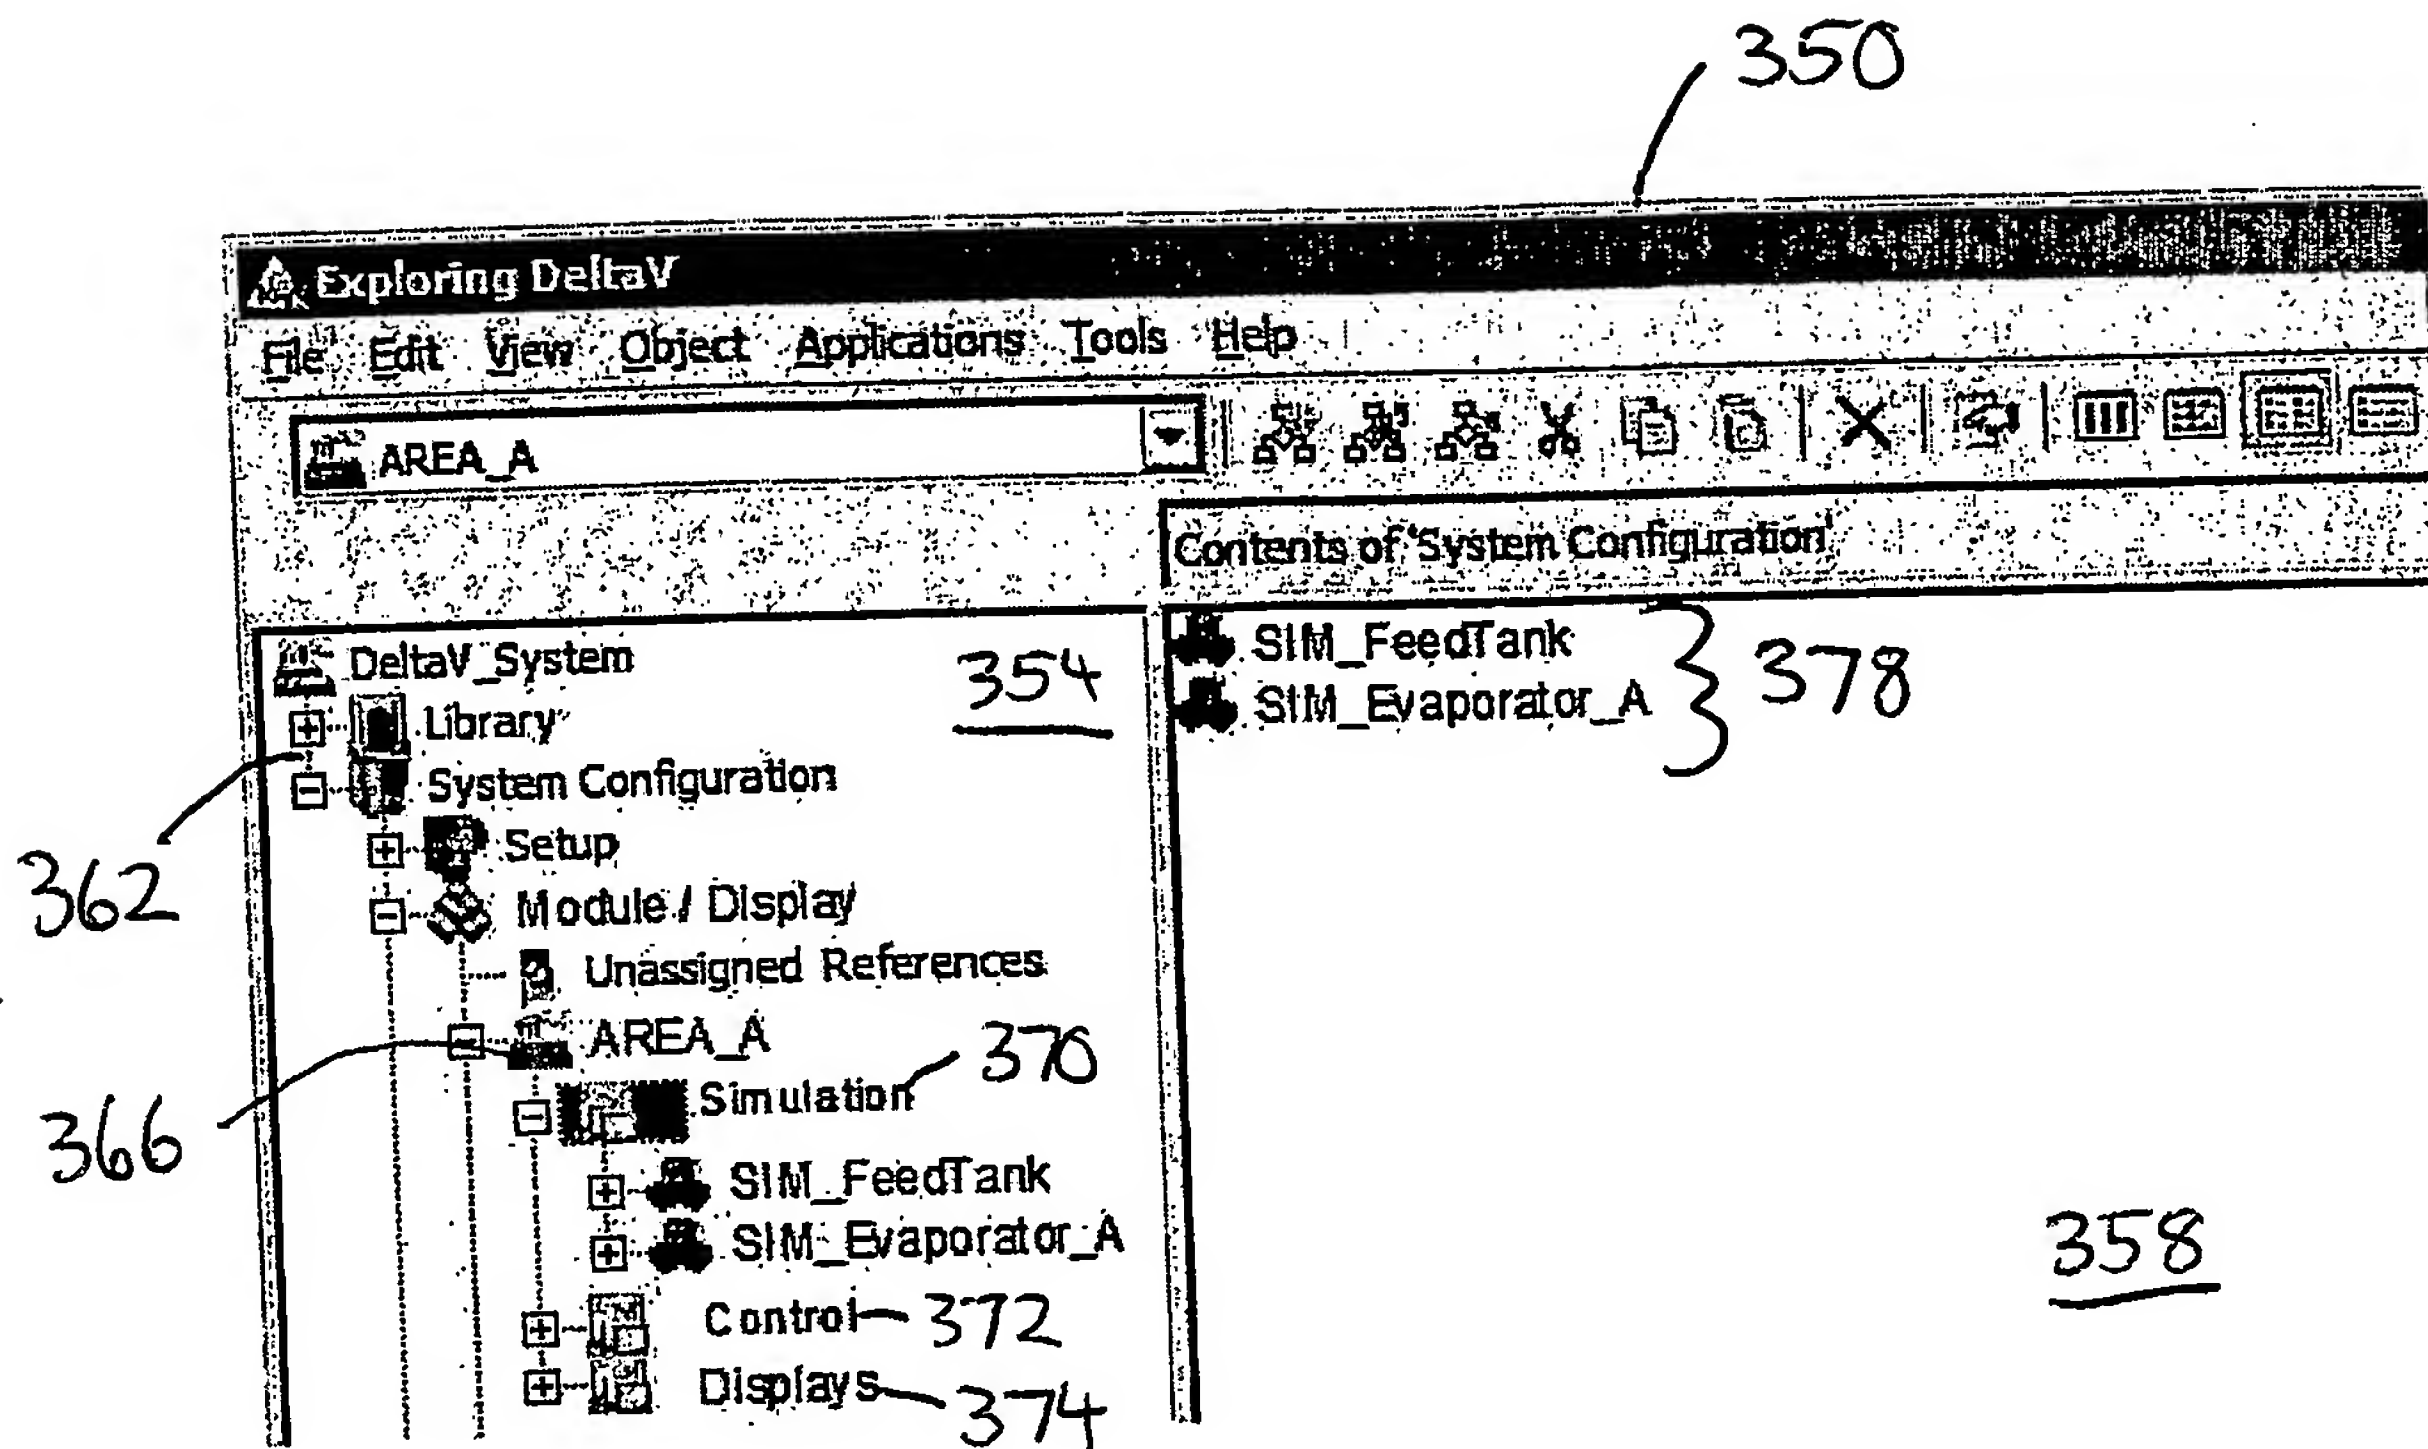 350
Exploring DeltaV
File Edit View Object Applications Tools Help
AREA_A
Contents of 'System Configuration'
DeltaV_System
354
Library
System Configuration
Setup
Module / Display
Unassigned References
AREA_A
Simulation 370
SIM_FeedTank
SIM_Evaporator_A
Control 372
Displays 374
362
366
SIM_FeedTank
SIM_Evaporator_A
378
358